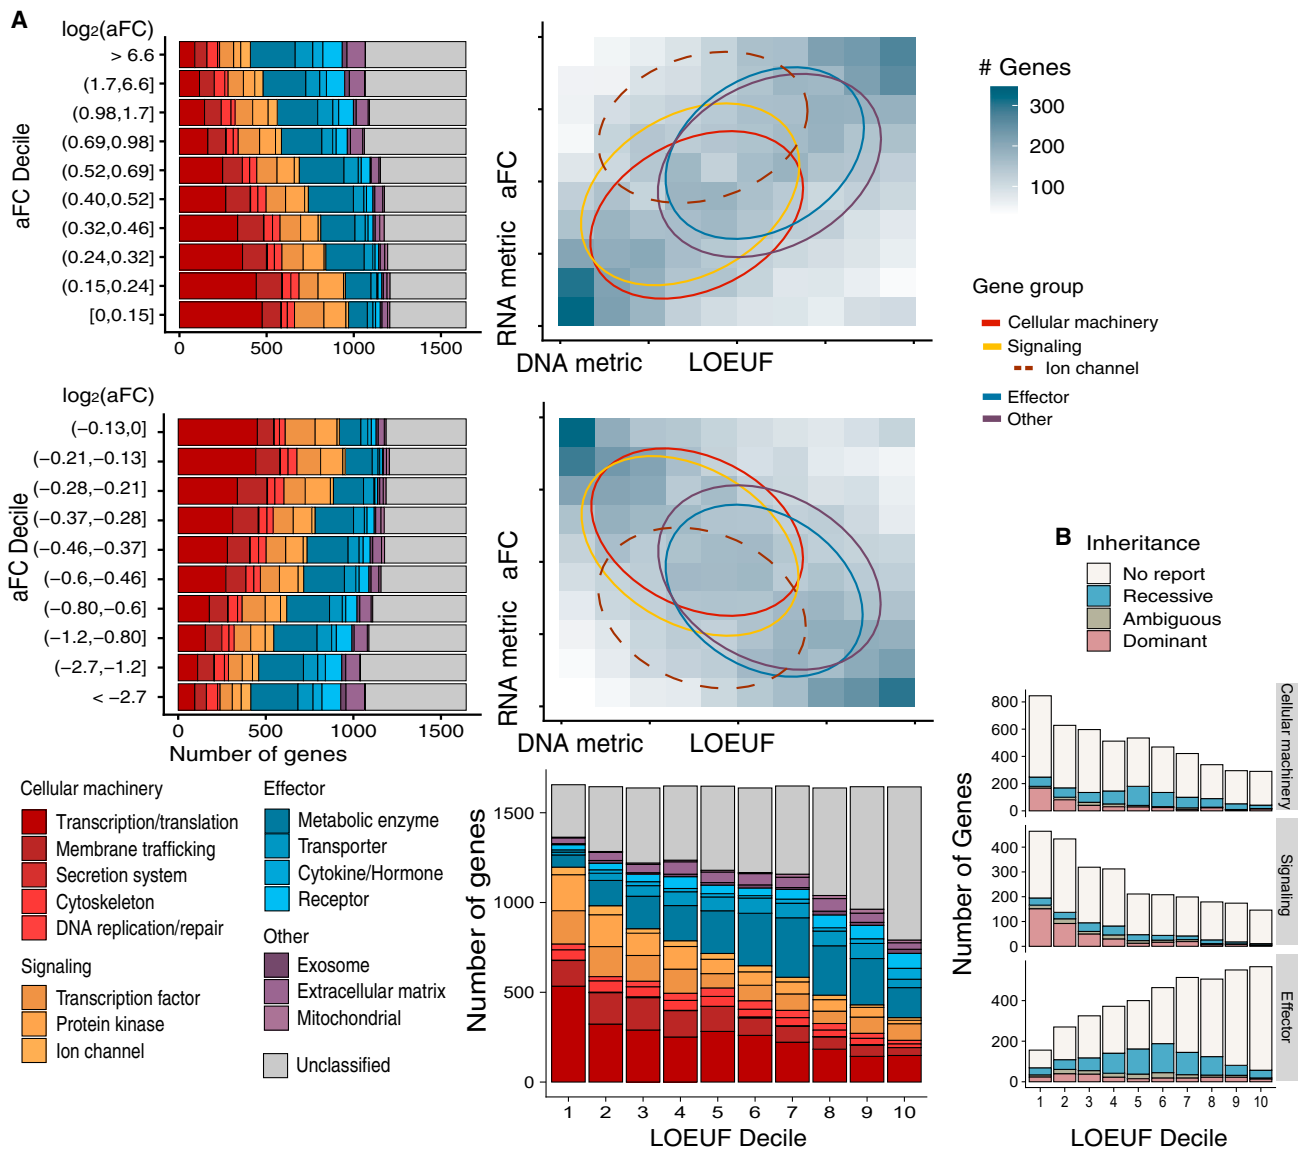 A
log2(aFC)
aFC Decile
> 6.6
(1.7,6.6]
(0.98,1.7]
(0.69,0.98]
(0.52,0.69]
(0.40,0.52]
(0.32,0.46]
(0.24,0.32]
(0.15,0.24]
[0,0.15]
0 500 1000 1500
RNA metric aFC
DNA metric LOEUF
# Genes
300
200
100
Gene group
Cellular machinery
Signaling
Ion channel
Effector
Other
log2(aFC)
aFC Decile
(−0.13,0]
(−0.21,−0.13]
(−0.28,−0.21]
(−0.37,−0.28]
(−0.46,−0.37]
(−0.6,−0.46]
(−0.80,−0.6]
(−1.2,−0.80]
(−2.7,−1.2]
< −2.7
0 500 1000 1500
Number of genes
RNA metric aFC
DNA metric LOEUF
Cellular machinery
Transcription/translation
Membrane trafficking
Secretion system
Cytoskeleton
DNA replication/repair
Signaling
Transcription factor
Protein kinase
Ion channel
Effector
Metabolic enzyme
Transporter
Cytokine/Hormone
Receptor
Other
Exosome
Extracellular matrix
Mitochondrial
Unclassified
Number of genes
1500
1000
500
0
1 2 3 4 5 6 7 8 9 10
LOEUF Decile
B
Inheritance
No report
Recessive
Ambiguous
Dominant
Number of Genes
800
600
400
200
0
Cellular machinery
400
300
200
100
0
Signaling
400
200
0
Effector
1 2 3 4 5 6 7 8 9 10
LOEUF Decile